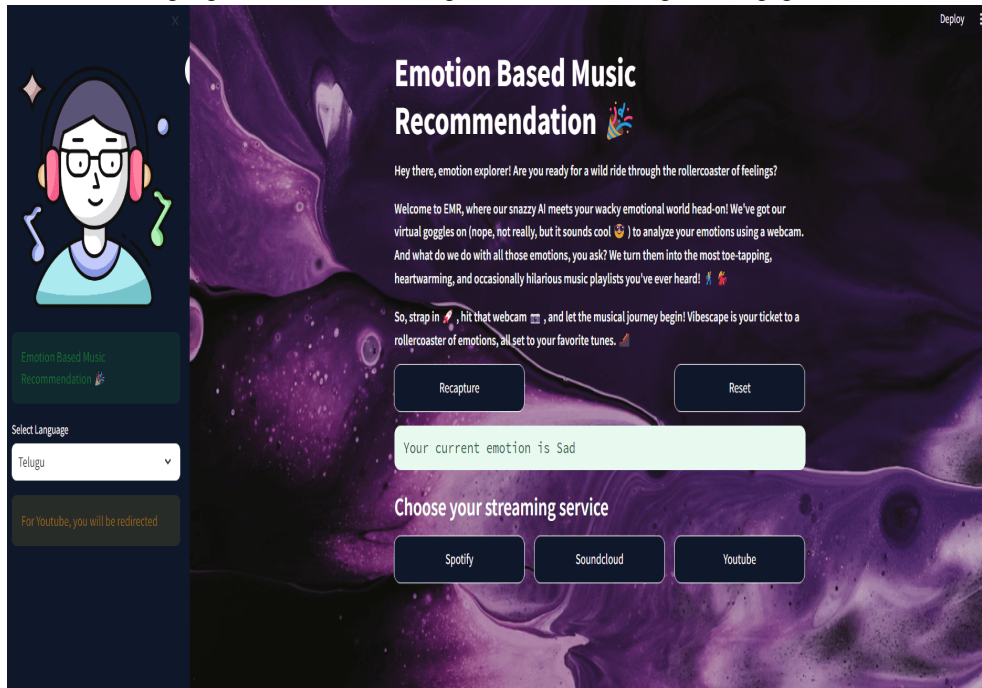 X
Deploy
Emotion Based Music
Recommendation 🎉
Hey there, emotion explorer! Are you ready for a wild ride through the rollercoaster of feelings?
Welcome to EMR, where our snazzy AI meets your wacky emotional world head-on! We've got our
virtual goggles on (nope, not really, but it sounds cool 🤓 ) to analyze your emotions using a webcam.
And what do we do with all those emotions, you ask? We turn them into the most toe-tapping,
heartwarming, and occasionally hilarious music playlists you've ever heard! 🕺 💃
So, strap in 🚀 , hit that webcam 📷 , and let the musical journey begin! Vibescape is your ticket to a
rollercoaster of emotions, all set to your favorite tunes. 🎢
Recapture
Reset
Your current emotion is Sad
Choose your streaming service
Spotify
Soundcloud
Youtube
Emotion Based Music
Recommendation 🎉
Select Language
Telugu
For Youtube, you will be redirected